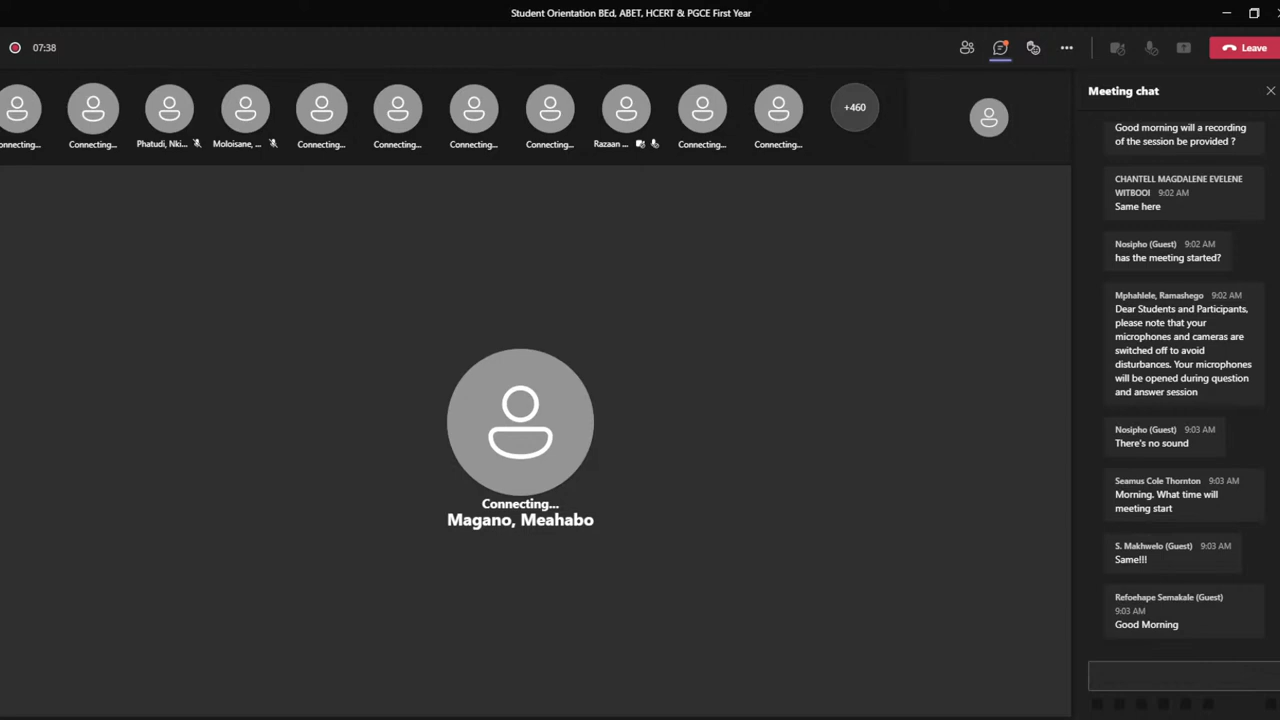 Student Orientation BEd, ABET, HCERT & PGCE First Year
07:38
Leave
Connecting...
Phatudi, Nki...
Moloisane, ...
Connecting...
Connecting...
Connecting...
Connecting...
Razaan ...
Connecting...
Connecting...
+460
Connecting...
Magano, Meahabo
Meeting chat
Good morning will a recording
of the session be provided ?
CHANTELL MAGDALENE EVELENE
WITBOOI 9:02 AM
Same here
Nosipho (Guest) 9:02 AM
has the meeting started?
Mphahlele, Ramashego 9:02 AM
Dear Students and Participants,
please note that your
microphones and cameras are
switched off to avoid
disturbances. Your microphones
will be opened during question
and answer session
Nosipho (Guest) 9:03 AM
There's no sound
Seamus Cole Thornton 9:03 AM
Morning. What time will
meeting start
S. Makhwelo (Guest) 9:03 AM
Same!!!
Refoehape Semakale (Guest)
9:03 AM
Good Morning